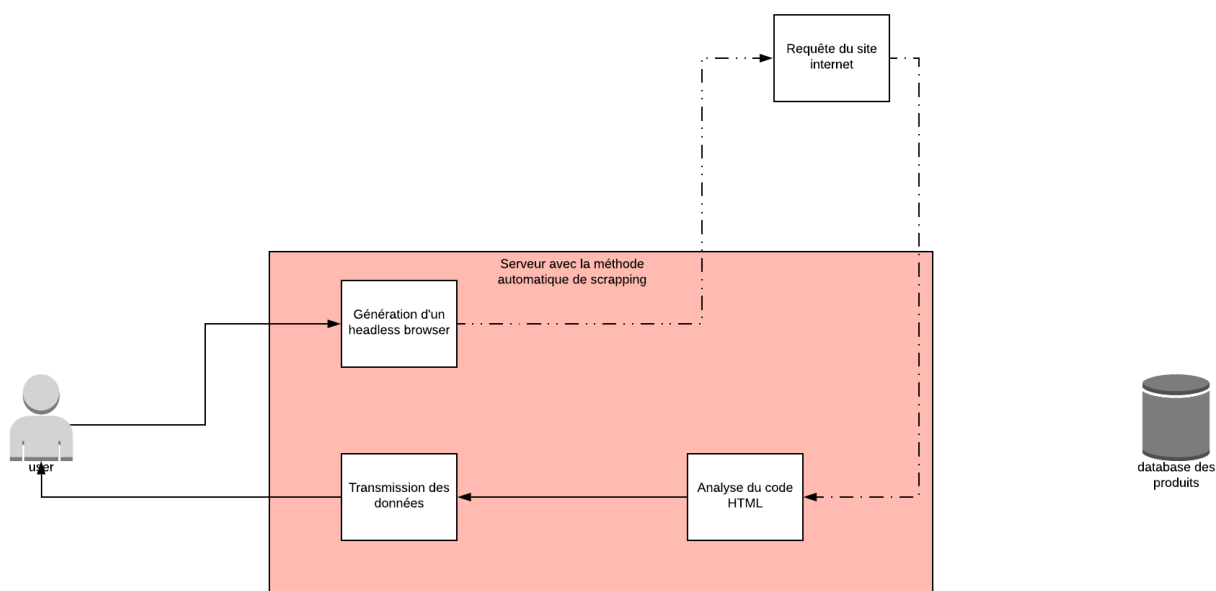 Requête du site
internet
Serveur avec la méthode
automatique de scrapping
Génération d'un
headless browser
user
Transmission des
données
Analyse du code
HTML
database des
produits